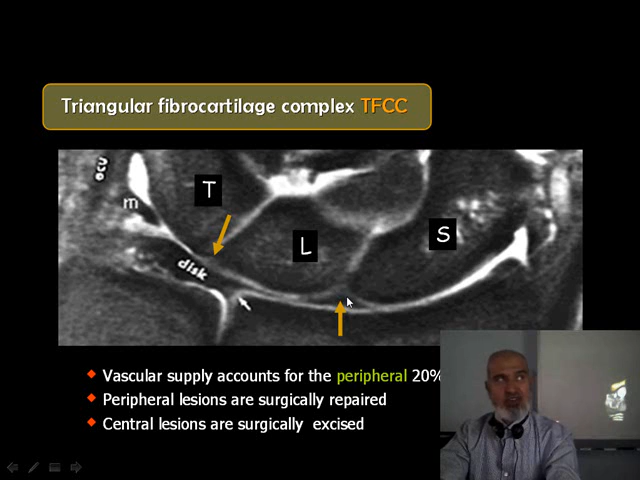 Triangular fibrocartilage complex TFCC
ecu
m
T
L
S
disk
Vascular supply accounts for the peripheral 20%
Peripheral lesions are surgically repaired
Central lesions are surgically excised